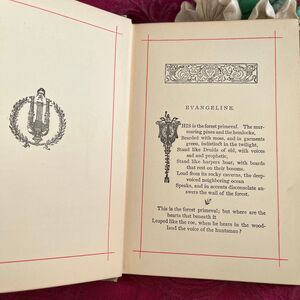 EVANGELINE.
THIS is the forest primeval. The mur-
muring pines and the hemlocks,
Bearded with moss, and in garments
green, indistinct in the twilight,
Stand like Druids of eld, with voices
sad and prophetic,
Stand like harpers hoar, with beards
that rest on their bosoms.
Loud from its rocky caverns, the deep-
voiced neighboring ocean
Speaks, and in accents disconsolate an-
swers the wail of the forest.
This is the forest primeval; but where are the
hearts that beneath it
Leaped like the roe, when he hears in the wood-
land the voice of the huntsman?